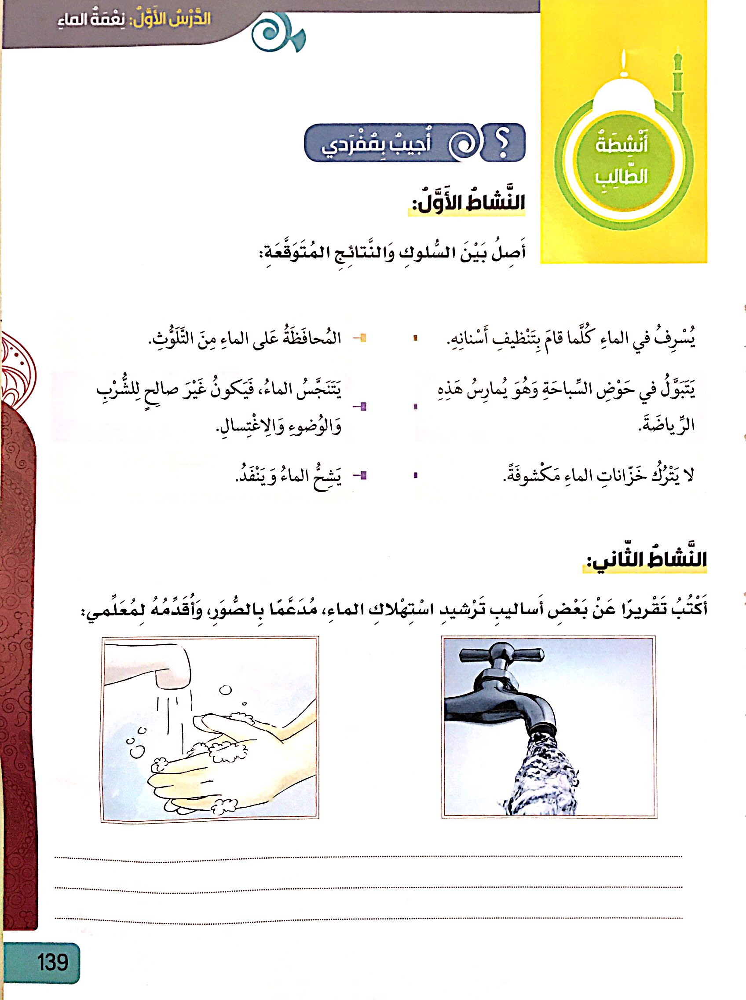 الدَّرْسُ الأَوَّلُ: نِعْمَةُ الماءِ
أَنْشِطَةُ
الطّالِبِ
؟ أُجيبُ بِمُفْرَدي
النَّشاطُ الأَوَّلُ:
أَصِلُ بَيْنَ السُّلوكِ وَالنَّتائِجِ المُتَوَقَّعَةِ:
يُسْرِفُ في الماءِ كُلَّما قامَ بِتَنْظيفِ أَسْنانِهِ.
المُحافَظَةُ عَلى الماءِ مِنَ التَّلَوُّثِ.
يَتَبَوَّلُ في حَوْضِ السِّباحَةِ وَهُوَ يُمارِسُ هَذِهِ
الرِّياضَةَ.
يَتَنَجَّسُ الماءُ، فَيَكونُ غَيْرَ صالِحٍ لِلشُّرْبِ
وَالوُضوءِ وَالِاغْتِسالِ.
لا يَتْرُكُ خَزّاناتِ الماءِ مَكْشوفَةً.
يَشِحُّ الماءُ وَيَنْفَدُ.
النَّشاطُ الثّاني:
أَكْتُبُ تَقْريرًا عَنْ بَعْضِ أَساليبِ تَرْشيدِ اسْتِهْلاكِ الماءِ، مُدَعَّمًا بِالصُّوَرِ، وَأُقَدِّمُهُ لِمُعَلِّمي:
139